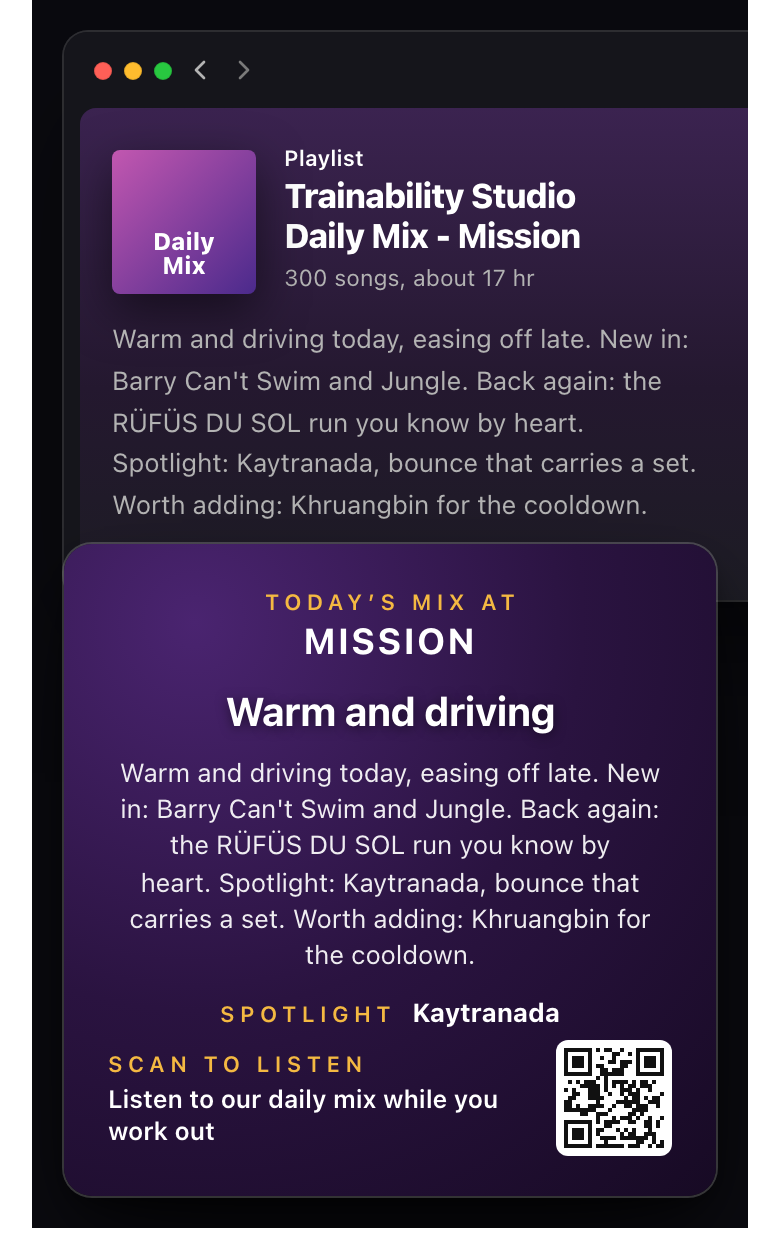 Daily
Mix
Playlist
Trainability Studio
Daily Mix - Mission
300 songs, about 17 hr
Warm and driving today, easing off late. New in:
Barry Can't Swim and Jungle. Back again: the
RÜFÜS DU SOL run you know by heart.
Spotlight: Kaytranada, bounce that carries a set.
Worth adding: Khruangbin for the cooldown.
TODAY’S MIX AT
MISSION
Warm and driving
Warm and driving today, easing off late. New
in: Barry Can't Swim and Jungle. Back again:
the RÜFÜS DU SOL run you know by
heart. Spotlight: Kaytranada, bounce that
carries a set. Worth adding: Khruangbin for
the cooldown.
SPOTLIGHT Kaytranada
SCAN TO LISTEN
Listen to our daily mix while you
work out